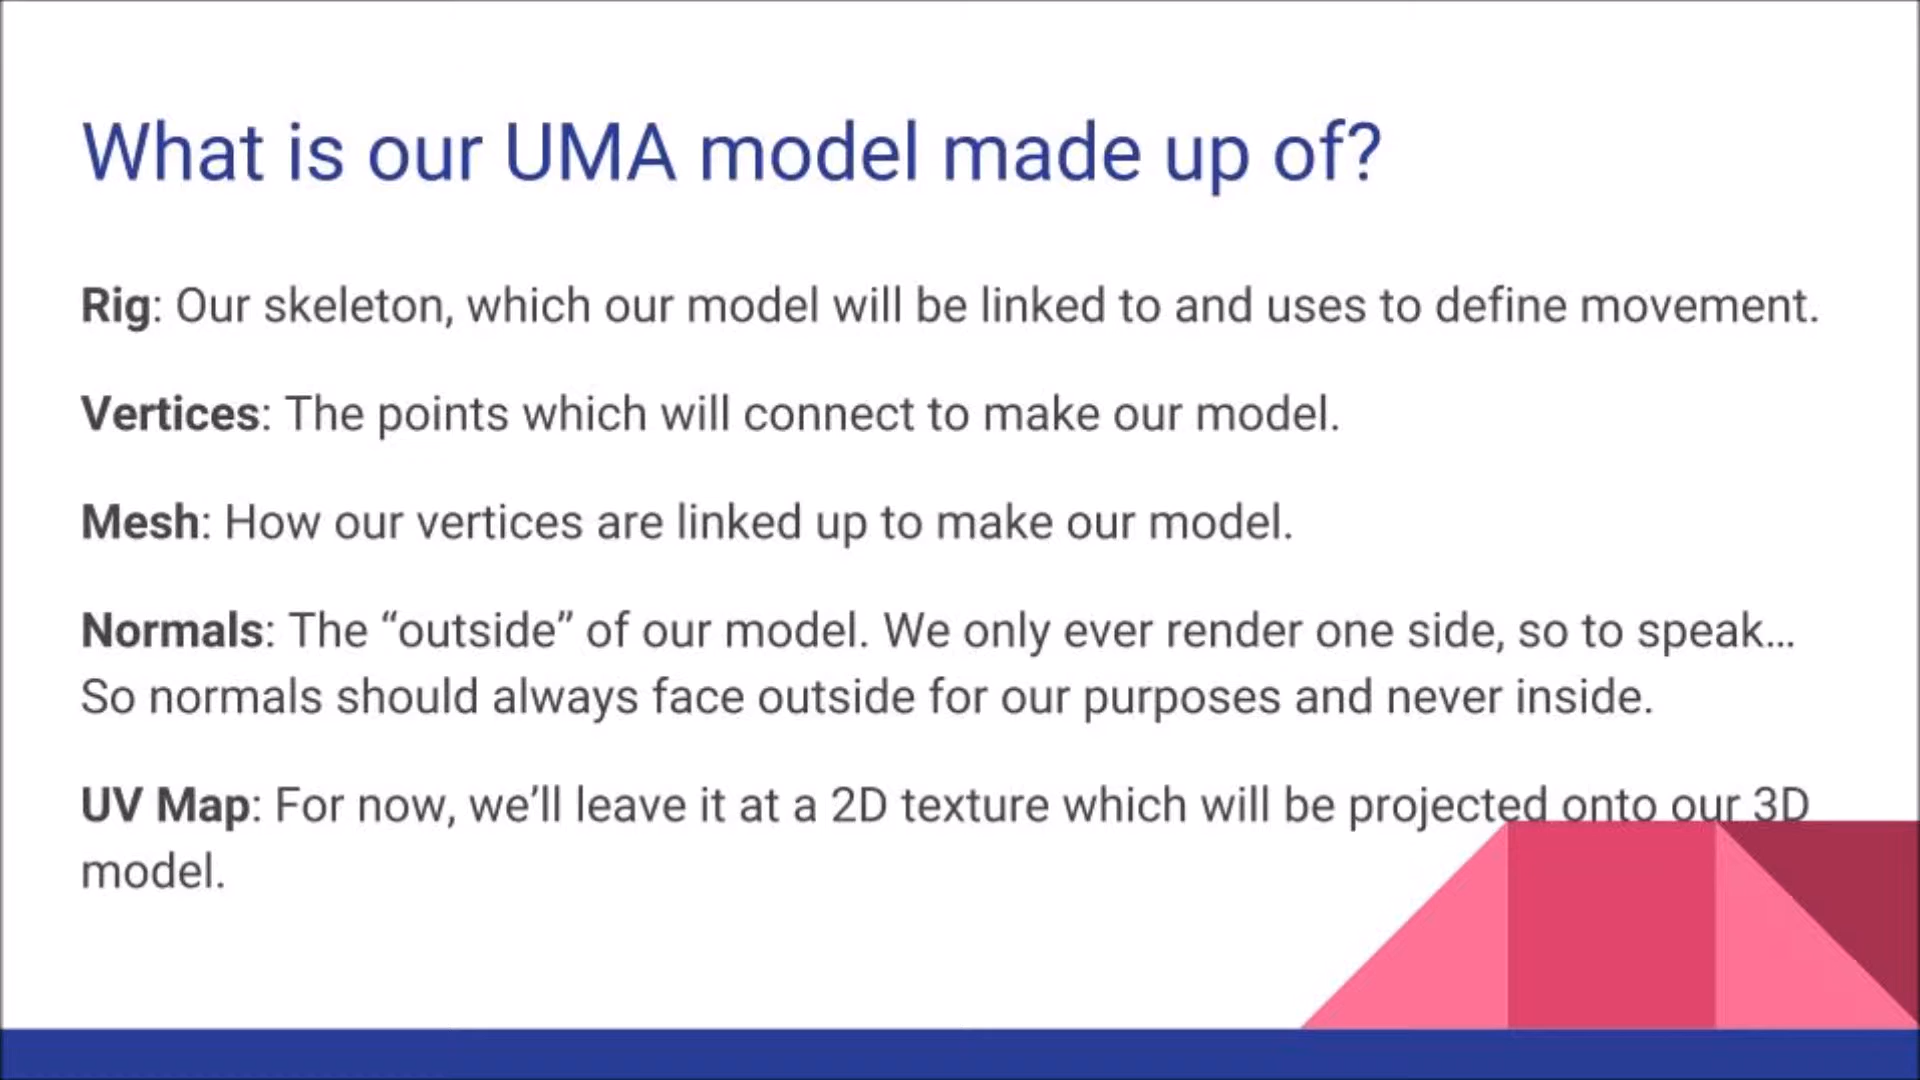 What is our UMA model made up of?
Rig: Our skeleton, which our model will be linked to and uses to define movement.
Vertices: The points which will connect to make our model.
Mesh: How our vertices are linked up to make our model.
Normals: The “outside” of our model. We only ever render one side, so to speak…
So normals should always face outside for our purposes and never inside.
UV Map: For now, we’ll leave it at a 2D texture which will be projected onto our 3D
model.